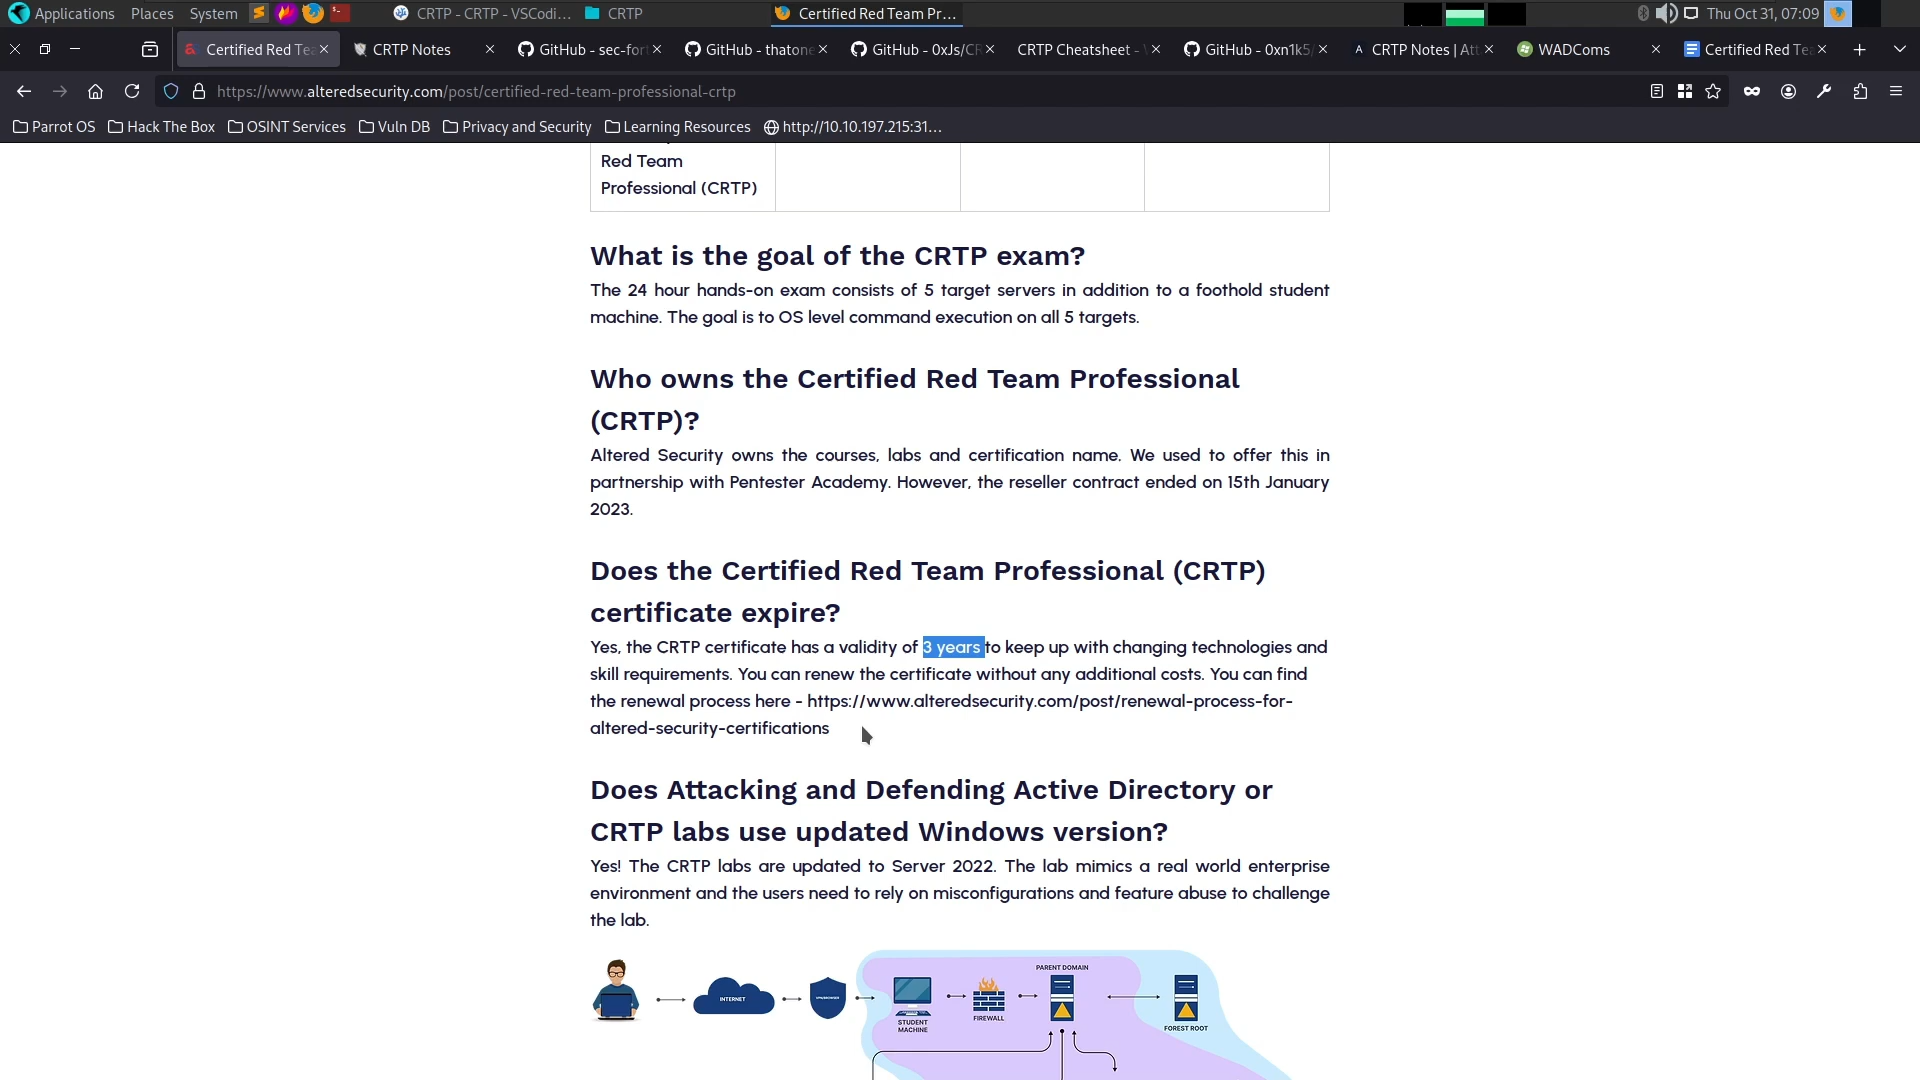 Applications Places System CRTP - CRTP - VSCodi... CRTP Certified Red Team Pr... Thu Oct 31, 07:09
Certified Red Te CRTP Notes GitHub - sec-for GitHub - thatone GitHub - 0xJs/C CRTP Cheatsheet - GitHub - 0xn1k5/ CRTP Notes | Att WADComs Certified Red Te
https://www.alteredsecurity.com/post/certified-red-team-professional-crtp
Parrot OS Hack The Box OSINT Services Vuln DB Privacy and Security Learning Resources http://10.10.197.215:31...
Red Team
Professional (CRTP)
What is the goal of the CRTP exam?
The 24 hour hands-on exam consists of 5 target servers in addition to a foothold student
machine. The goal is to OS level command execution on all 5 targets.
Who owns the Certified Red Team Professional
(CRTP)?
Altered Security owns the courses, labs and certification name. We used to offer this in
partnership with Pentester Academy. However, the reseller contract ended on 15th January
2023.
Does the Certified Red Team Professional (CRTP)
certificate expire?
Yes, the CRTP certificate has a validity of 3 years to keep up with changing technologies and
skill requirements. You can renew the certificate without any additional costs. You can find
the renewal process here - https://www.alteredsecurity.com/post/renewal-process-for-
altered-security-certifications
Does Attacking and Defending Active Directory or
CRTP labs use updated Windows version?
Yes! The CRTP labs are updated to Server 2022. The lab mimics a real world enterprise
environment and the users need to rely on misconfigurations and feature abuse to challenge
the lab.
PARENT DOMAIN
INTERNET
VPN/BROWSER
STUDENT
MACHINE
FIREWALL
FOREST ROOT